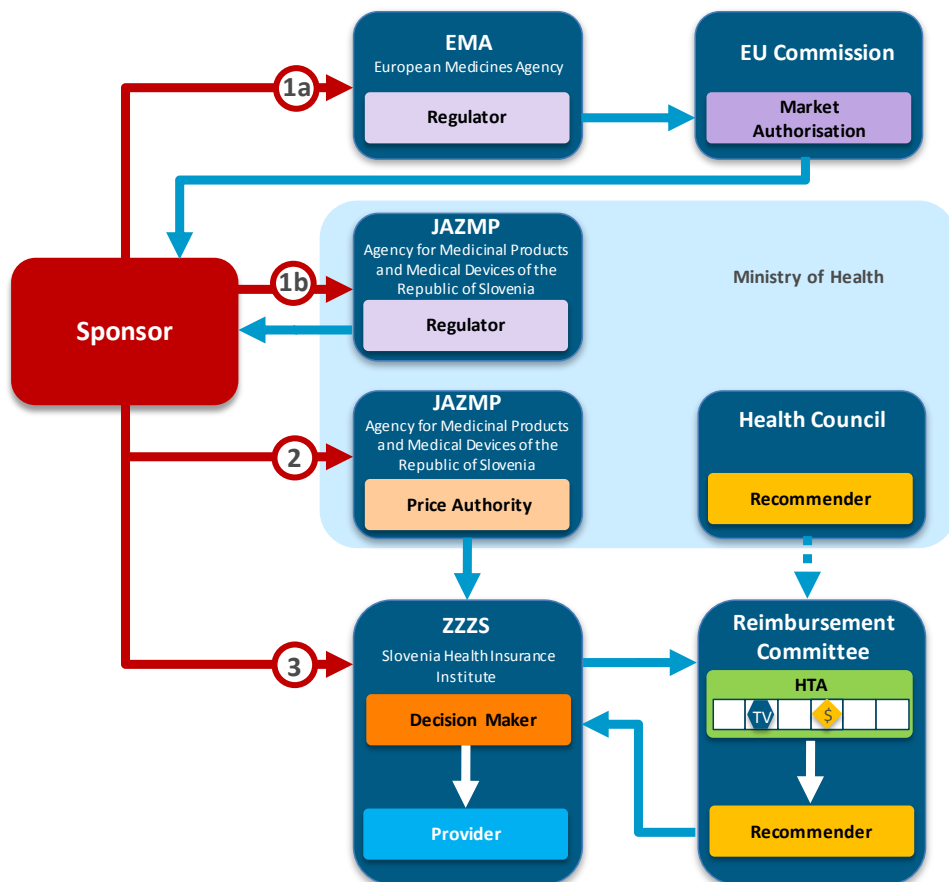 EMA
European Medicines Agency
Regulator
EU Commission
Market
Authorisation
1a
JAZMP
Agency for Medicinal Products
and Medical Devices of the
Republic of Slovenia
Regulator
Ministry of Health
1b
Sponsor
JAZMP
Agency for Medicinal Products
and Medical Devices of the
Republic of Slovenia
Price Authority
2
Health Council
Recommender
ZZZS
Slovenia Health Insurance
Institute
Decision Maker
Provider
3
Reimbursement
Committee
HTA
TV
$
Recommender